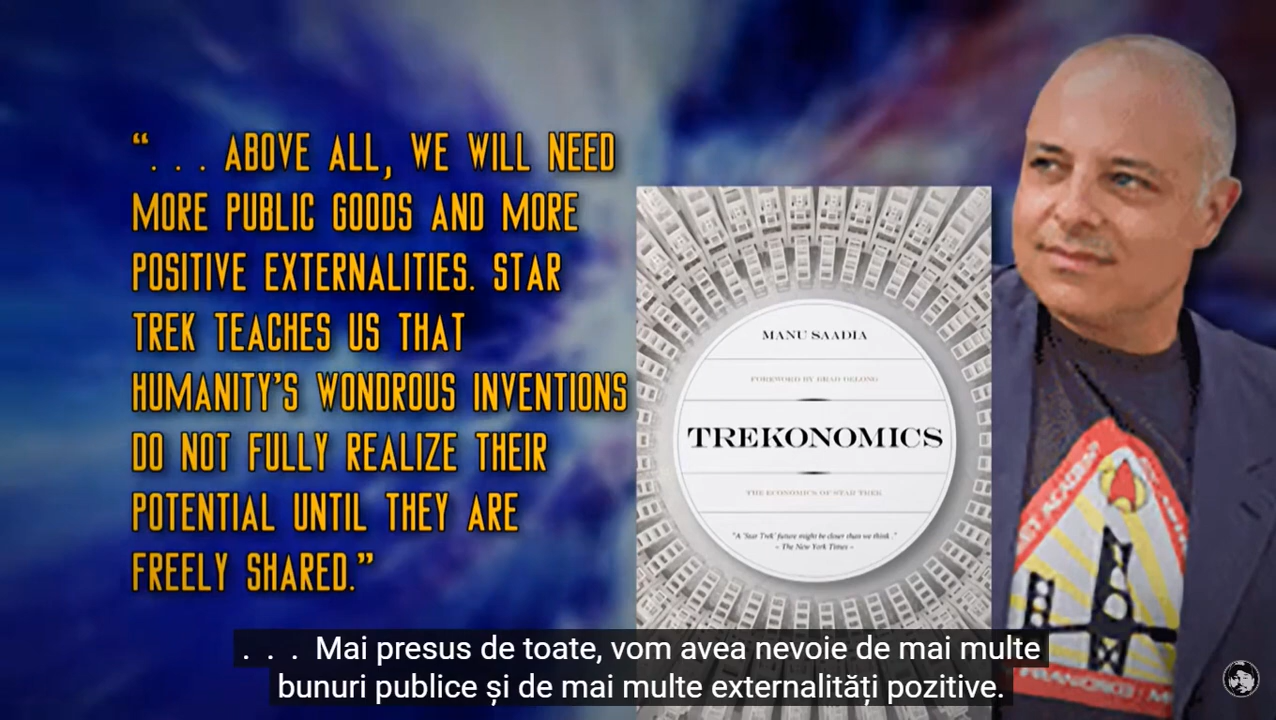 “. . . ABOVE ALL, WE WILL NEED
MORE PUBLIC GOODS AND MORE
POSITIVE EXTERNALITIES. STAR
TREK TEACHES US THAT
HUMANITY’S WONDROUS INVENTIONS
DO NOT FULLY REALIZE THEIR
POTENTIAL UNTIL THEY ARE
FREELY SHARED.”
MANU SAADIA
FOREWORD BY BRAD DELONG
TREKONOMICS
THE ECONOMICS OF STAR TREK
"A 'Star Trek' future might be closer than we think."
~ The New York Times ~
. . . Mai presus de toate, vom avea nevoie de mai multe
bunuri publice și de mai multe externalități pozitive.